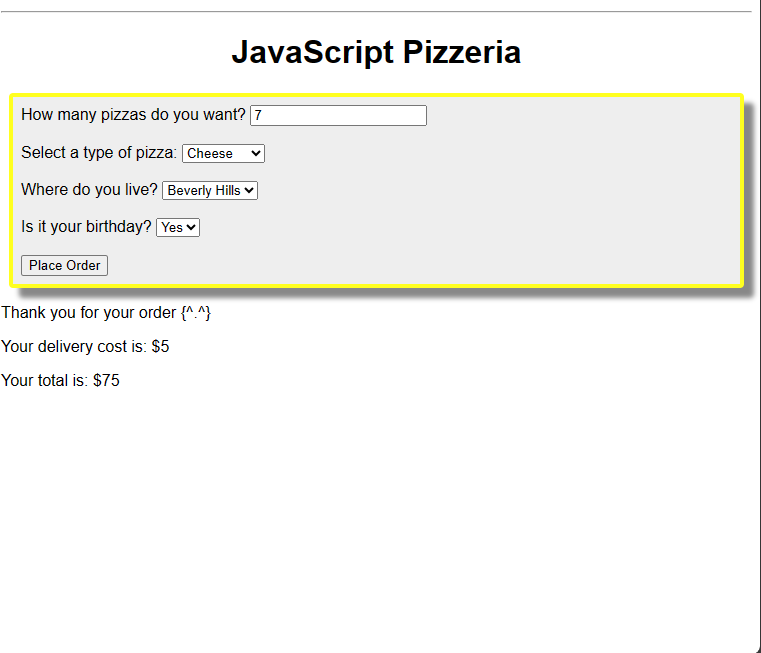 JavaScript Pizzeria
How many pizzas do you want? 7
Select a type of pizza: Cheese
Where do you live? Beverly Hills
Is it your birthday? Yes
Place Order
Thank you for your order {^.^}
Your delivery cost is: $5
Your total is: $75